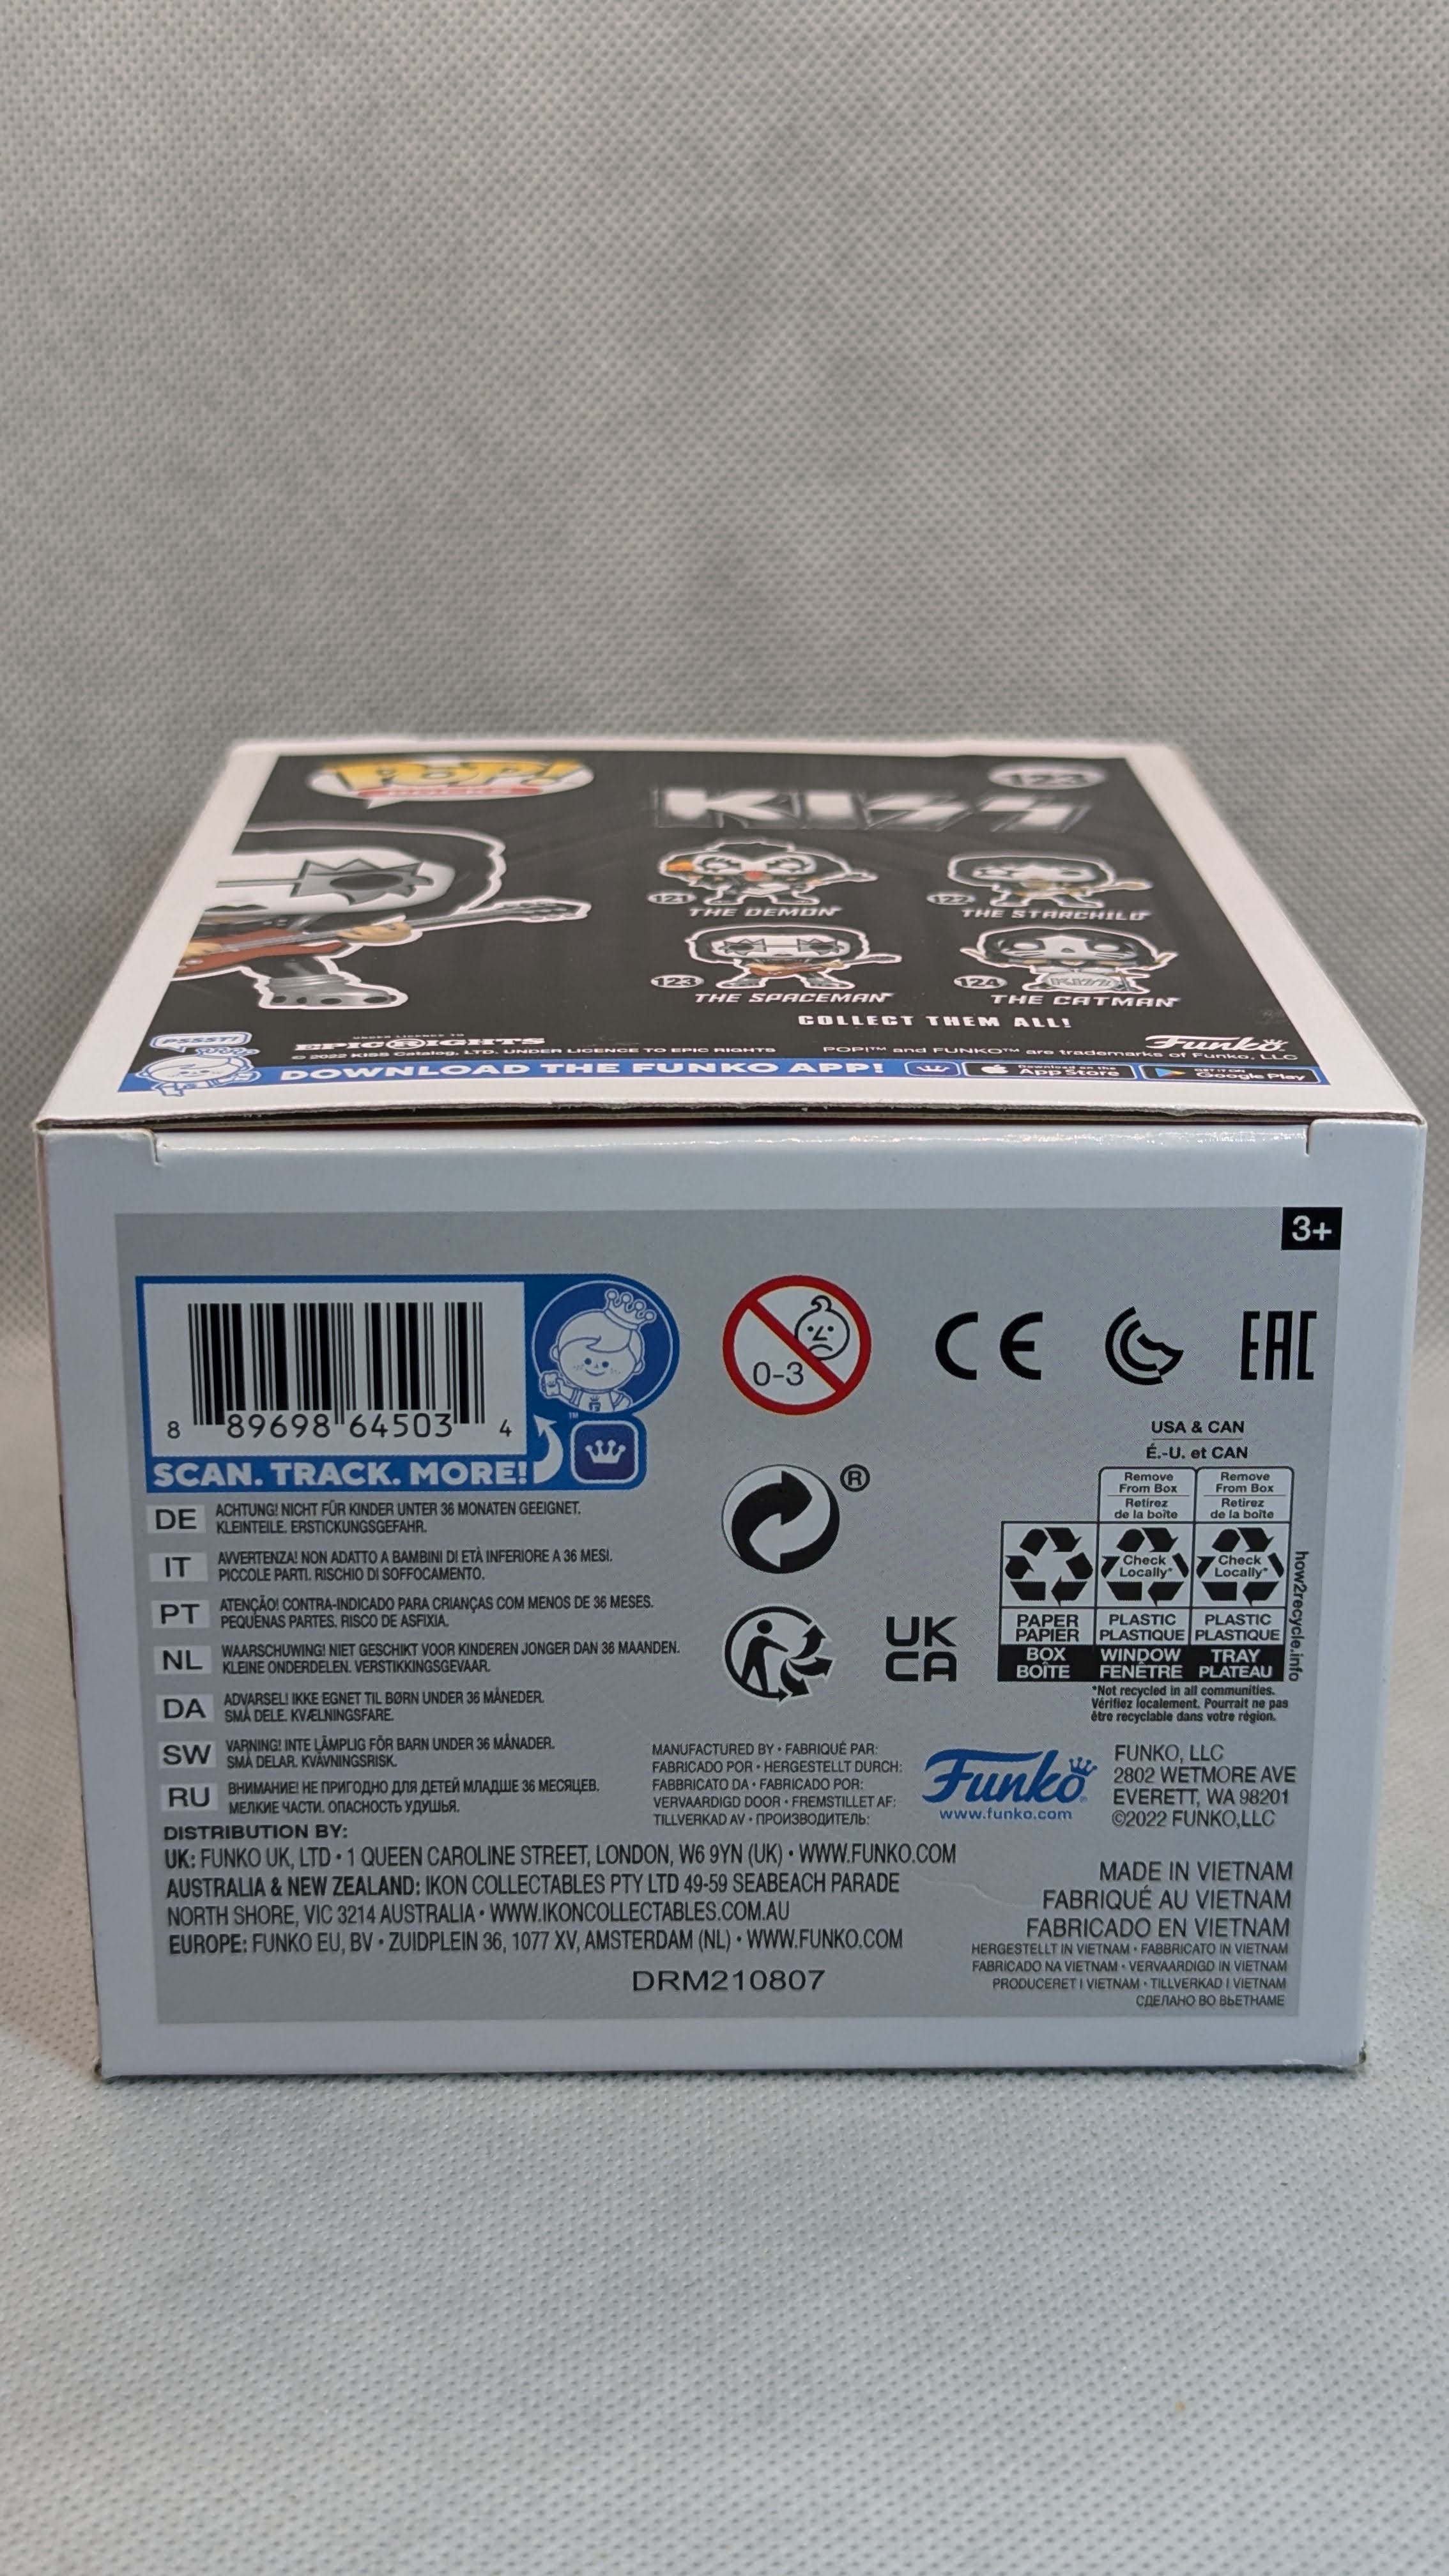 POP!
ROCKS
KISS
123
121
THE DEMON
122
THE STARCHILD
123
THE SPACEMAN
124
THE CATMAN
COLLECT THEM ALL!
PSSST!
UNDER LICENSE TO
EPIC RIGHTS
© 2022 KISS Catalog, LTD. UNDER LICENCE TO EPIC RIGHTS
Funko
POP!™ and FUNKO™ are trademarks of Funko, LLC
DOWNLOAD THE FUNKO APP!
Download on the
App Store
GET IT ON
Google Play
3+
8 89698 64503 4
TM
SCAN. TRACK. MORE!
0-3
CE
EAC
®
UK
CA
USA & CAN
É.-U. et CAN
Remove
From Box
Retirez
de la boîte
Remove
From Box
Retirez
de la boîte
Check
Locally*
Check
Locally*
PAPER
PAPIER
PLASTIC
PLASTIQUE
PLASTIC
PLASTIQUE
BOX
BOÎTE
WINDOW
FENÊTRE
TRAY
PLATEAU
how2recycle.info
*Not recycled in all communities.
Vérifiez localement. Pourrait ne pas
être recyclable dans votre région.
DE ACHTUNG! NICHT FÜR KINDER UNTER 36 MONATEN GEEIGNET.
KLEINTEILE. ERSTICKUNGSGEFAHR.
IT AVVERTENZA! NON ADATTO A BAMBINI DI ETÀ INFERIORE A 36 MESI.
PICCOLE PARTI. RISCHIO DI SOFFOCAMENTO.
PT ATENÇÃO! CONTRA-INDICADO PARA CRIANÇAS COM MENOS DE 36 MESES.
PEQUENAS PARTES. RISCO DE ASFIXIA.
NL WAARSCHUWING! NIET GESCHIKT VOOR KINDEREN JONGER DAN 36 MAANDEN.
KLEINE ONDERDELEN. VERSTIKKINGSGEVAAR.
DA ADVARSEL! IKKE EGNET TIL BØRN UNDER 36 MÅNEDER.
SMÅ DELE. KVÆLNINGSFARE.
SW VARNING! INTE LÄMPLIG FÖR BARN UNDER 36 MÅNADER.
SMÅ DELAR. KVÄVNINGSRISK.
RU ВНИМАНИЕ! НЕ ПРИГОДНО ДЛЯ ДЕТЕЙ МЛАДШЕ 36 МЕСЯЦЕВ.
МЕЛКИЕ ЧАСТИ. ОПАСНОСТЬ УДУШЬЯ.
MANUFACTURED BY • FABRIQUÉ PAR:
FABRICADO POR • HERGESTELLT DURCH:
FABBRICATO DA • FABRICADO POR:
VERVAARDIGD DOOR • FREMSTILLET AF:
TILLVERKAD AV • ПРОИЗВОДИТЕЛЬ:
Funko
www.funko.com
FUNKO, LLC
2802 WETMORE AVE
EVERETT, WA 98201
©2022 FUNKO,LLC
DISTRIBUTION BY:
UK: FUNKO UK, LTD • 1 QUEEN CAROLINE STREET, LONDON, W6 9YN (UK) • WWW.FUNKO.COM
AUSTRALIA & NEW ZEALAND: IKON COLLECTABLES PTY LTD 49-59 SEABEACH PARADE
NORTH SHORE, VIC 3214 AUSTRALIA • WWW.IKONCOLLECTABLES.COM.AU
EUROPE: FUNKO EU, BV • ZUIDPLEIN 36, 1077 XV, AMSTERDAM (NL) • WWW.FUNKO.COM
DRM210807
MADE IN VIETNAM
FABRIQUÉ AU VIETNAM
FABRICADO EN VIETNAM
HERGESTELLT IN VIETNAM • FABBRICATO IN VIETNAM
FABRICADO NA VIETNAM • VERVAARDIGD IN VIETNAM
PRODUCERET I VIETNAM • TILLVERKAD I VIETNAM
СДЕЛАНО ВО ВЬЕТНАМЕ